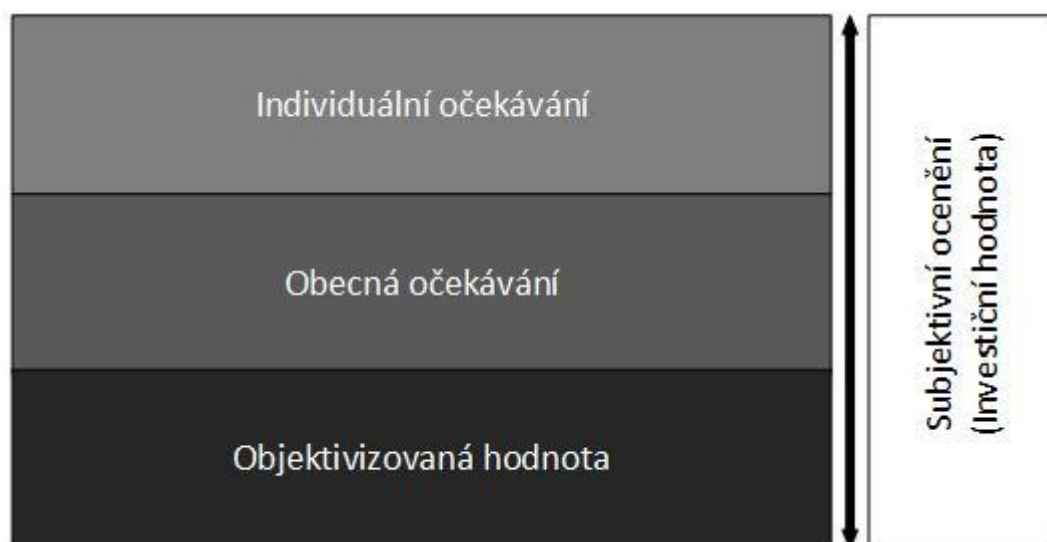 Individuální očekávání
Obecná očekávání
Objektivizovaná hodnota
Subjektivní ocenění
(Investiční hodnota)